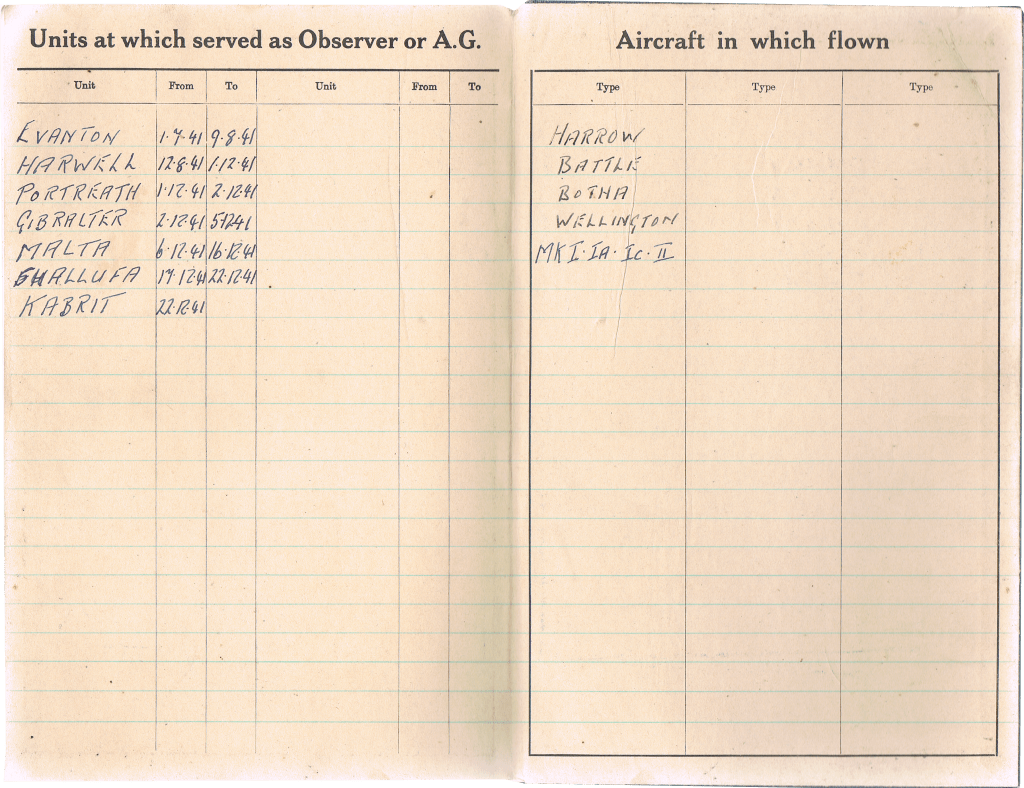 Units at which served as Observer or A.G.
Unit From To Unit From To
EVANTON 1·7·41 9·8·41
HARWELL 12·8·41 1·12·41
PORTREATH 1·12·41 2·12·41
GIBRALTER 2·12·41 5·12·41
MALTA 6·12·41 16·12·41
SHALLUFA 17·12·41 22·12·41
KABRIT 22·12·41
Aircraft in which flown
Type Type Type
HARROW
BATTLE
BOTHA
WELLINGTON
MK I·IA·IC·II